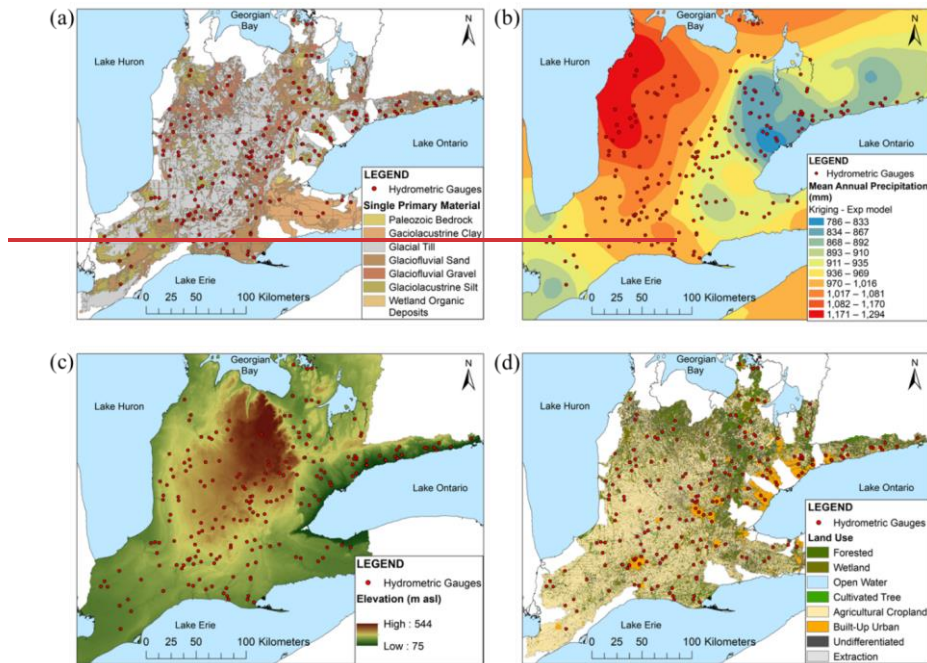 (a)
Georgian
Bay
N
Lake Huron
Lake Ontario
LEGEND
Hydrometric Gauges
Single Primary Material
Paleozoic Bedrock
Gaciolacustrine Clay
Glacial Till
Glaciofluvial Sand
Glaciofluvial Gravel
Glaciolacustrine Silt
Wetland Organic
Deposits
Lake Erie
0 25 50 100 Kilometers
(b)
Georgian
Bay
N
Lake Huron
Lake Ontario
LEGEND
Hydrometric Gauges
Mean Annual Precipitation
(mm)
Kriging - Exp model
786 – 833
834 – 867
868 – 892
893 – 910
911 – 935
936 – 969
970 – 1,016
1,017 – 1,081
1,082 – 1,170
1,171 – 1,294
Lake Erie
0 25 50 100 Kilometers
(c)
Georgian
Bay
N
Lake Huron
Lake Ontario
LEGEND
Hydrometric Gauges
Elevation (m asl)
High : 544
Low : 75
Lake Erie
0 25 50 100 Kilometers
(d)
Georgian
Bay
N
Lake Huron
Lake Ontario
LEGEND
Hydrometric Gauges
Land Use
Forested
Wetland
Open Water
Cultivated Tree
Agricultural Cropland
Built-Up Urban
Undifferentiated
Extraction
Lake Erie
0 25 50 100 Kilometers